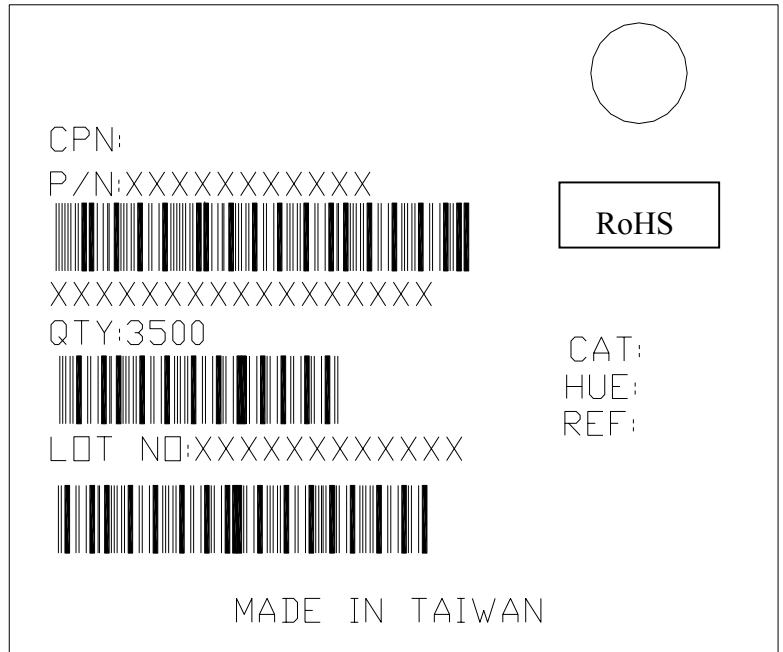 CPN:
P/N:XXXXXXXXXXX
RoHS
XXXXXXXXXXXXXXXXX
QTY:3500
CAT:
HUE:
REF:
LOT NO:XXXXXXXXXXXX
MADE IN TAIWAN